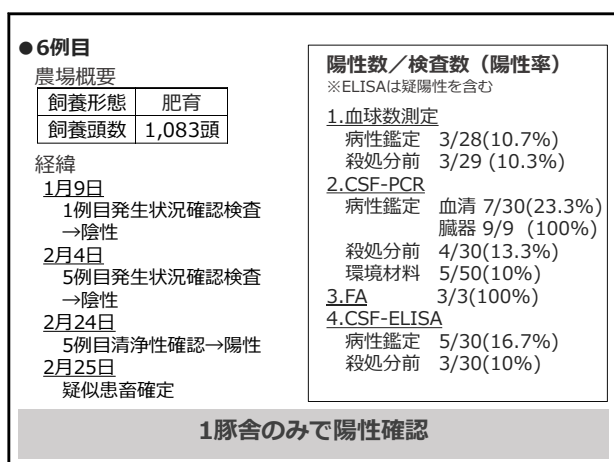 ●6例目
農場概要
飼養形態 肥育
飼養頭数 1,083頭
経緯
1月9日
1例目発生状況確認検査
→陰性
2月4日
5例目発生状況確認検査
→陰性
2月24日
5例目清浄性確認→陽性
2月25日
疑似患畜確定
陽性数／検査数（陽性率）
※ELISAは疑陽性を含む
1.血球数測定
病性鑑定 3/28(10.7%)
殺処分前 3/29 (10.3%)
2.CSF-PCR
病性鑑定 血清 7/30(23.3%)
臓器 9/9 (100%)
殺処分前 4/30(13.3%)
環境材料 5/50(10%)
3.FA 3/3(100%)
4.CSF-ELISA
病性鑑定 5/30(16.7%)
殺処分前 3/30(10%)
1豚舎のみで陽性確認